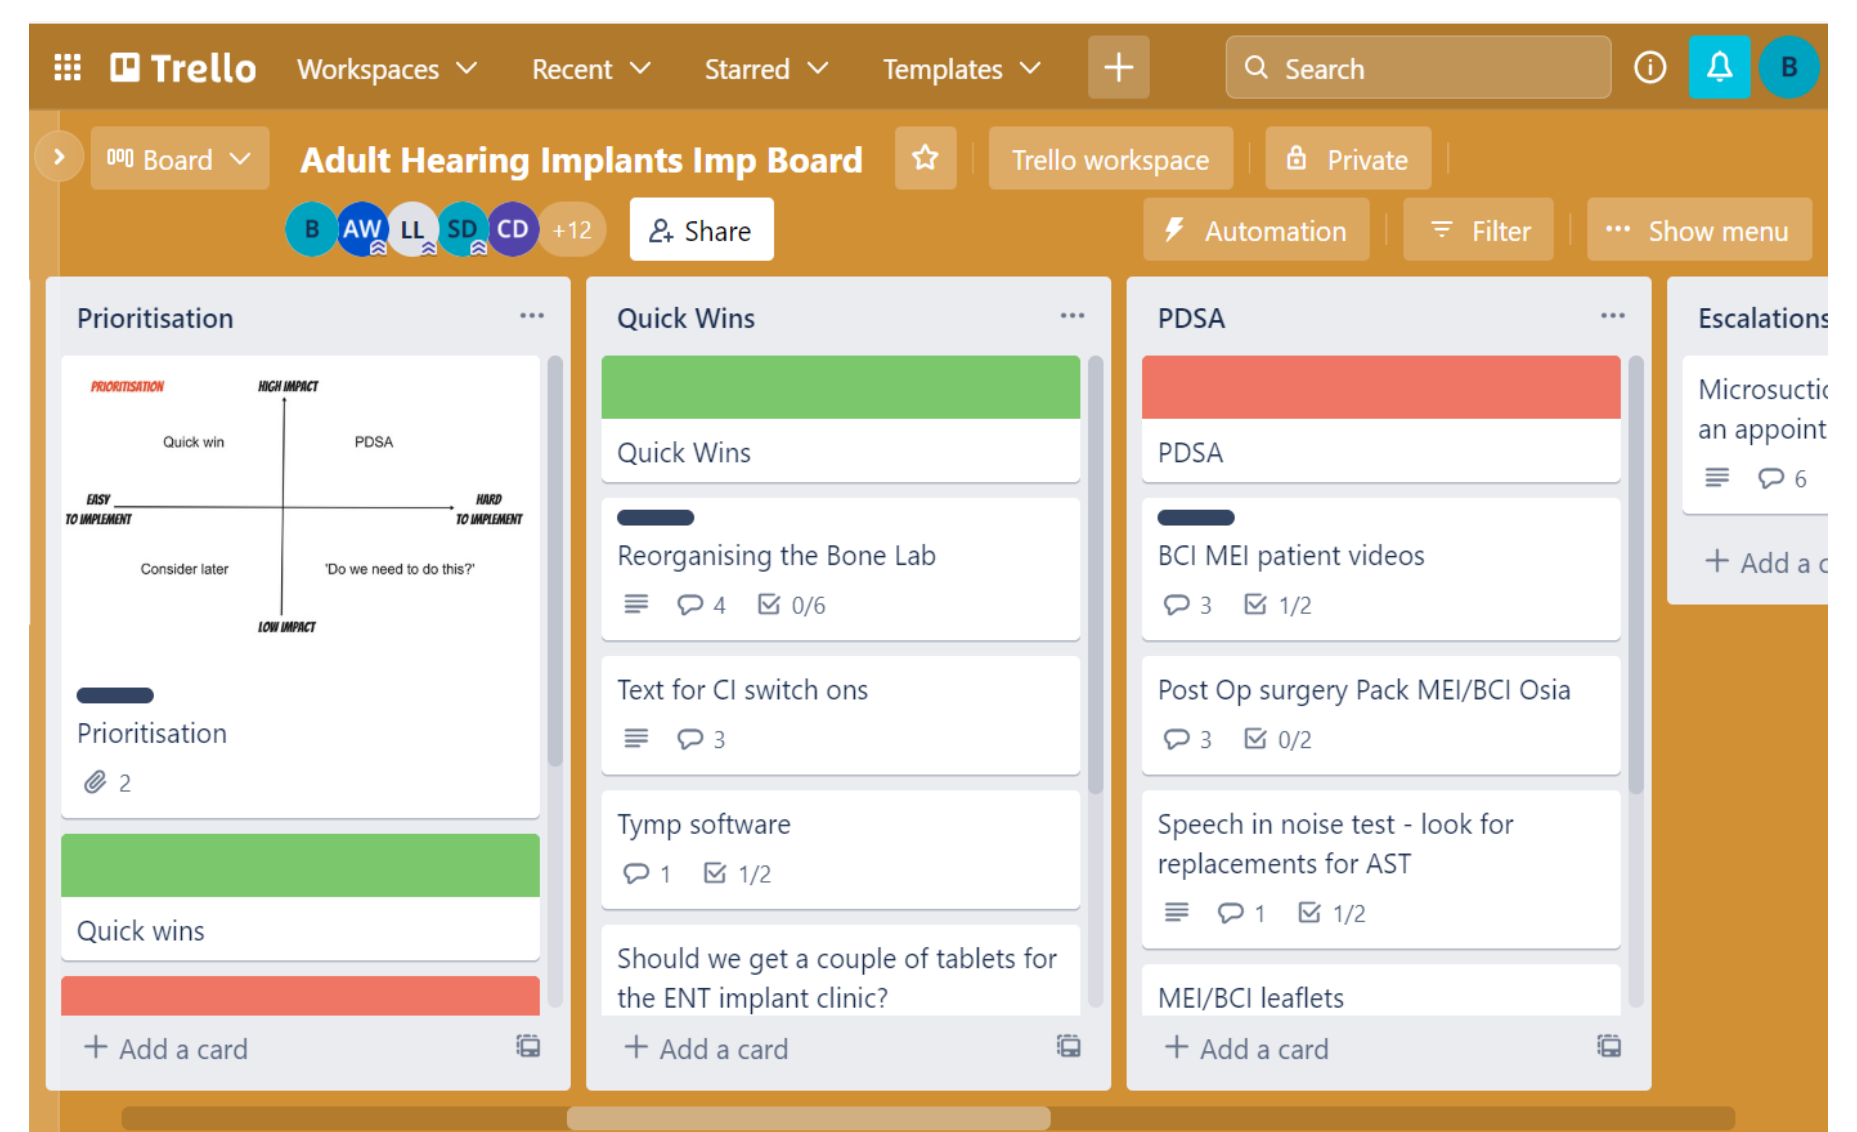 Trello
Workspaces
Recent
Starred
Templates
Search
B
Board
Adult Hearing Implants Imp Board
Trello workspace
Private
B
AW
LL
SD
CD
+12
Share
Automation
Filter
Show menu
Prioritisation
PRIORITISATION
HIGH IMPACT
Quick win
PDSA
EASY
TO IMPLEMENT
HARD
TO IMPLEMENT
Consider later
'Do we need to do this?'
LOW IMPACT
Prioritisation
2
Quick wins
Add a card
Quick Wins
Quick Wins
Reorganising the Bone Lab
4 0/6
Text for CI switch ons
3
Tymp software
1 1/2
Should we get a couple of tablets for
the ENT implant clinic?
Add a card
PDSA
PDSA
BCI MEI patient videos
3 1/2
Post Op surgery Pack MEI/BCI Osia
3 0/2
Speech in noise test - look for
replacements for AST
1 1/2
MEI/BCI leaflets
Add a card
Escalations
Microsuctio
an appoint
6
Add a c